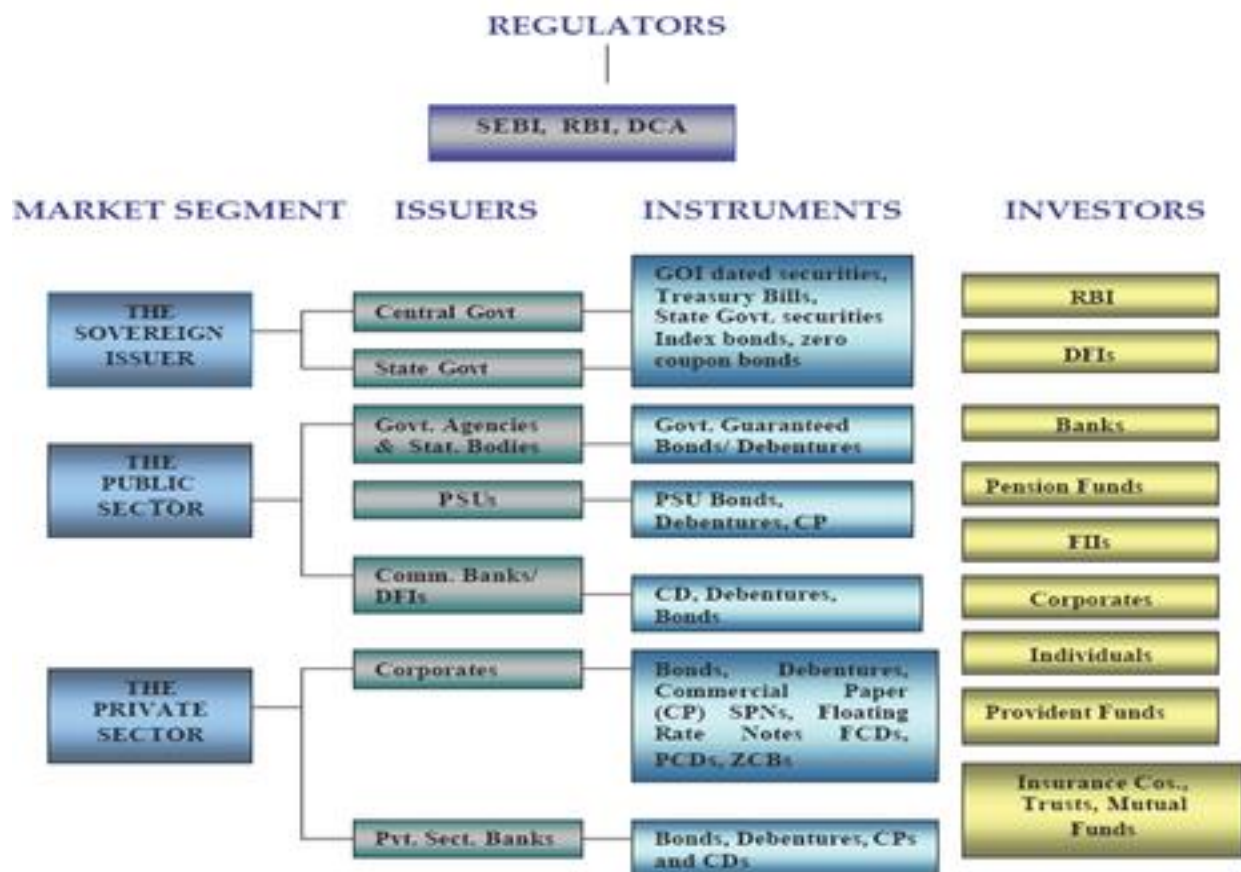 REGULATORS
SEBI, RBI, DCA
MARKET SEGMENT
ISSUERS
INSTRUMENTS
INVESTORS
THE
SOVEREIGN
ISSUER
Central Govt
State Govt
GOI dated securities,
Treasury Bills,
State Govt. securities
Index bonds, zero
coupon bonds
THE
PUBLIC
SECTOR
Govt. Agencies
& Stat. Bodies
Govt. Guaranteed
Bonds/ Debentures
PSUs
PSU Bonds,
Debentures, CP
Comm. Banks/
DFIs
CD, Debentures,
Bonds
THE
PRIVATE
SECTOR
Corporates
Bonds, Debentures,
Commercial Paper
(CP) SPNs, Floating
Rate Notes FCDs,
PCDs, ZCBs
Pvt. Sect. Banks
Bonds, Debentures, CPs
and CDs
RBI
DFIs
Banks
Pension Funds
FIIs
Corporates
Individuals
Provident Funds
Insurance Cos.,
Trusts, Mutual
Funds